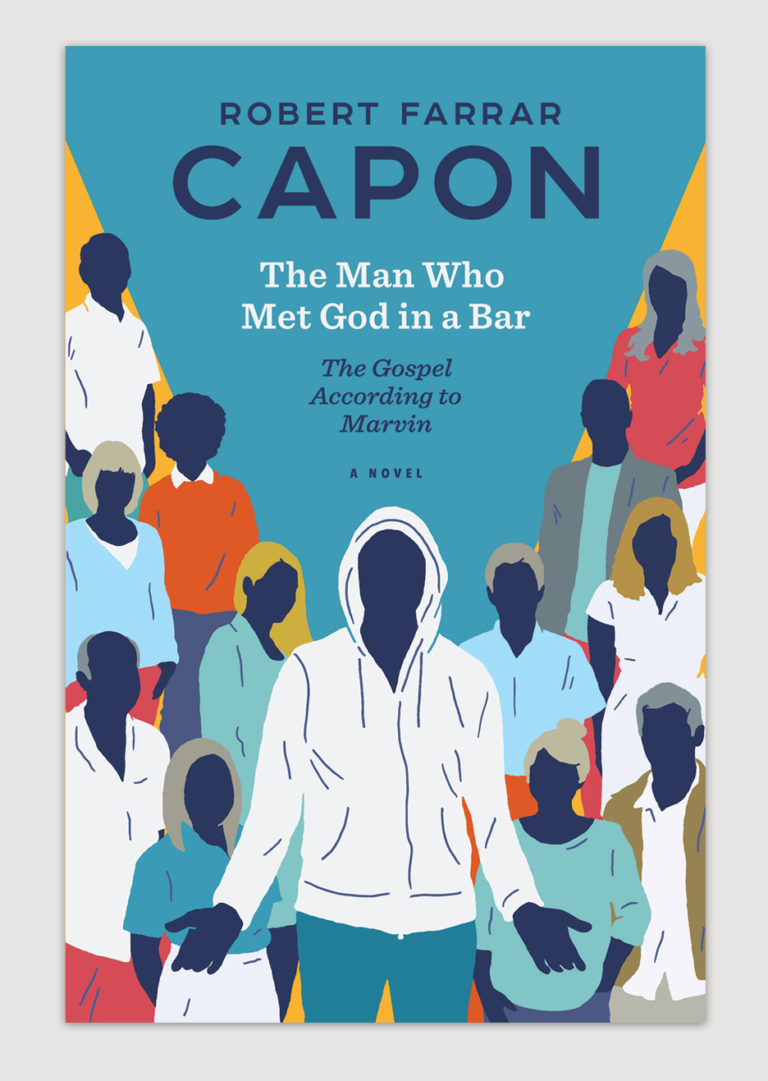 ROBERT FARRAR
CAPON
The Man Who
Met God in a Bar
The Gospel
According to
Marvin
A NOVEL